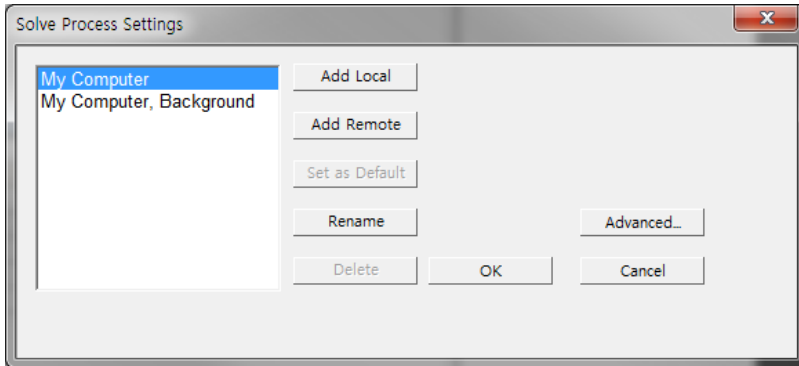 Solve Process Settings
My Computer
My Computer, Background
Add Local
Add Remote
Set as Default
Rename
Advanced...
Delete
OK
Cancel